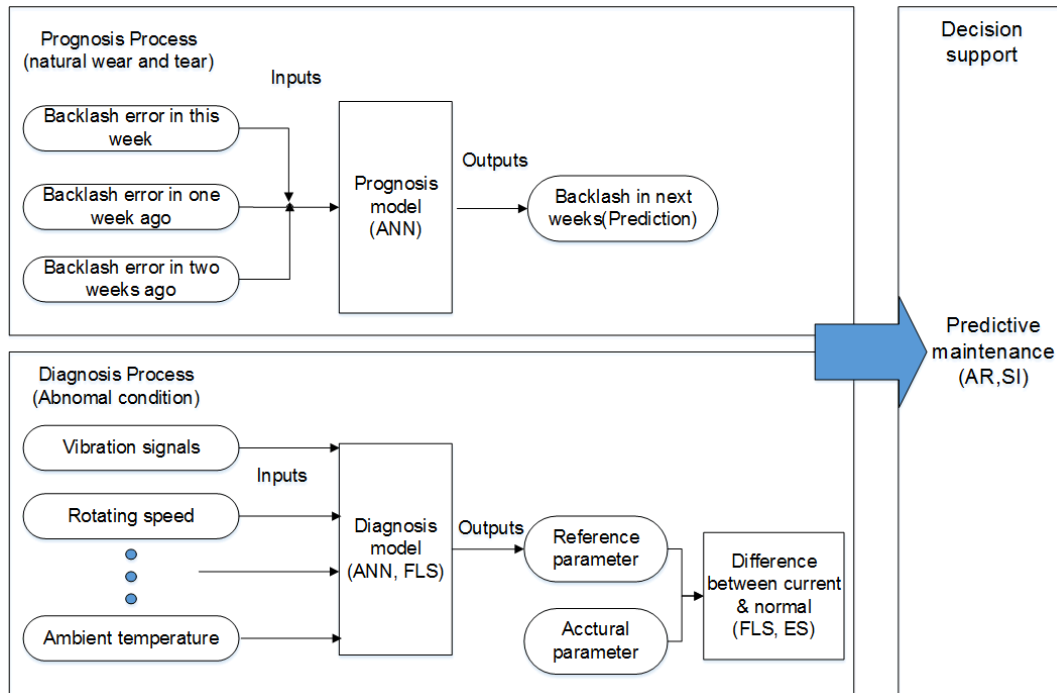 Prognosis Process
(natural wear and tear)
Inputs
Backlash error in this
week
Backlash error in one
week ago
Backlash error in two
weeks ago
Prognosis
model
(ANN)
Outputs
Backlash in next
weeks(Prediction)
Diagnosis Process
(Abnomal condition)
Vibration signals
Inputs
Rotating speed
Ambient temperature
Diagnosis
model
(ANN, FLS)
Outputs
Reference
parameter
Acctural
parameter
Difference
between current
& normal
(FLS, ES)
Decision
support
Predictive
maintenance
(AR,SI)